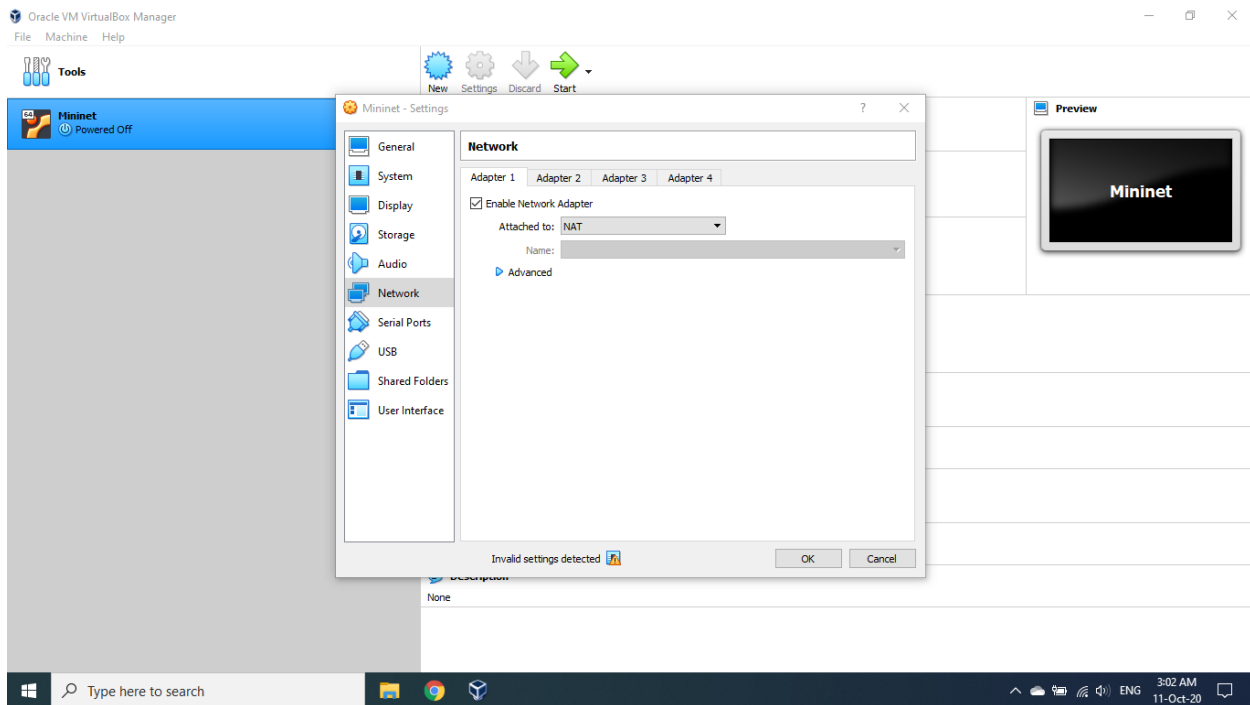 Oracle VM VirtualBox Manager
File Machine Help
Tools
New Settings Discard Start
64
Mininet
Powered Off
Mininet - Settings
?
General
System
Display
Storage
Audio
Network
Serial Ports
USB
Shared Folders
User Interface
Network
Adapter 1 Adapter 2 Adapter 3 Adapter 4
Enable Network Adapter
Attached to: NAT
Name:
Advanced
Invalid settings detected
OK Cancel
Preview
Mininet
Description
None
Type here to search
ENG
3:02 AM
11-Oct-20